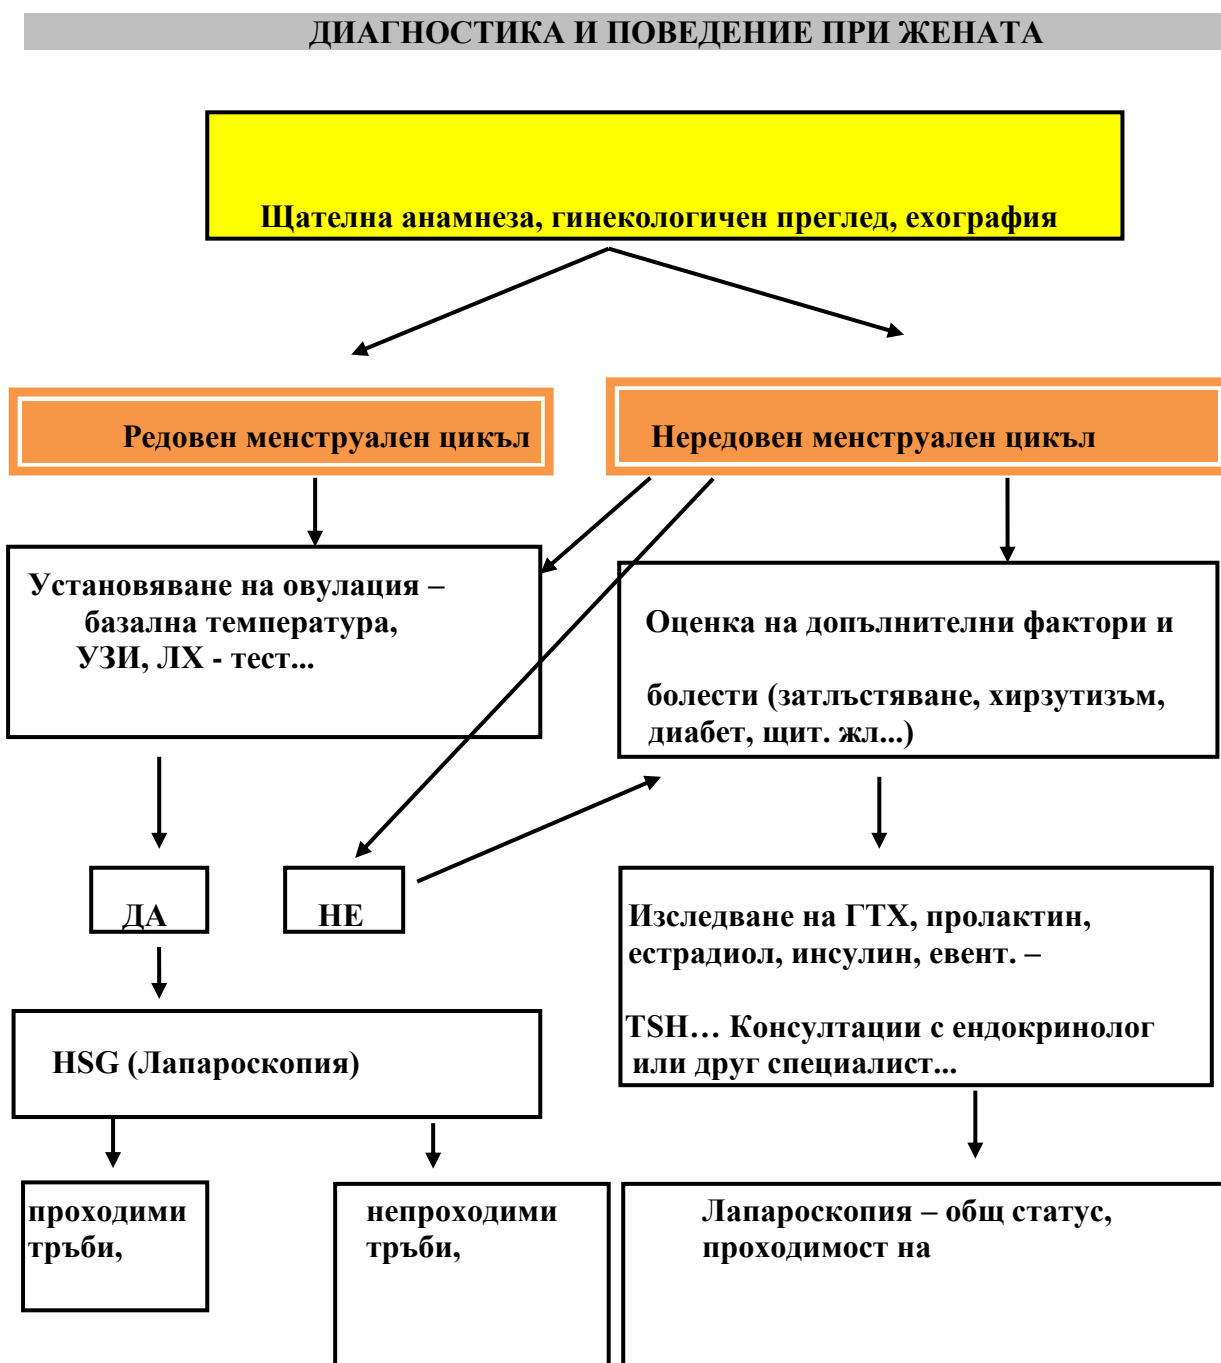 ДИАГНОСТИКА И ПОВЕДЕНИЕ ПРИ ЖЕНАТА
Щателна анамнеза, гинекологичен преглед, ехография
Редовен менструален цикъл
Нередовен менструален цикъл
Установяване на овулация –
базална температура,
УЗИ, ЛХ - тест...
Оценка на допълнителни фактори и
болести (затлъстяване, хирзутизъм,
диабет, щит. жл...)
ДА
НЕ
Изследване на ГТХ, пролактин,
естрадиол, инсулин, евент. –
TSH… Консултации с ендокринолог
или друг специалист...
HSG (Лапароскопия)
проходими
тръби,
непроходими
тръби,
Лапароскопия – общ статус,
проходимост на